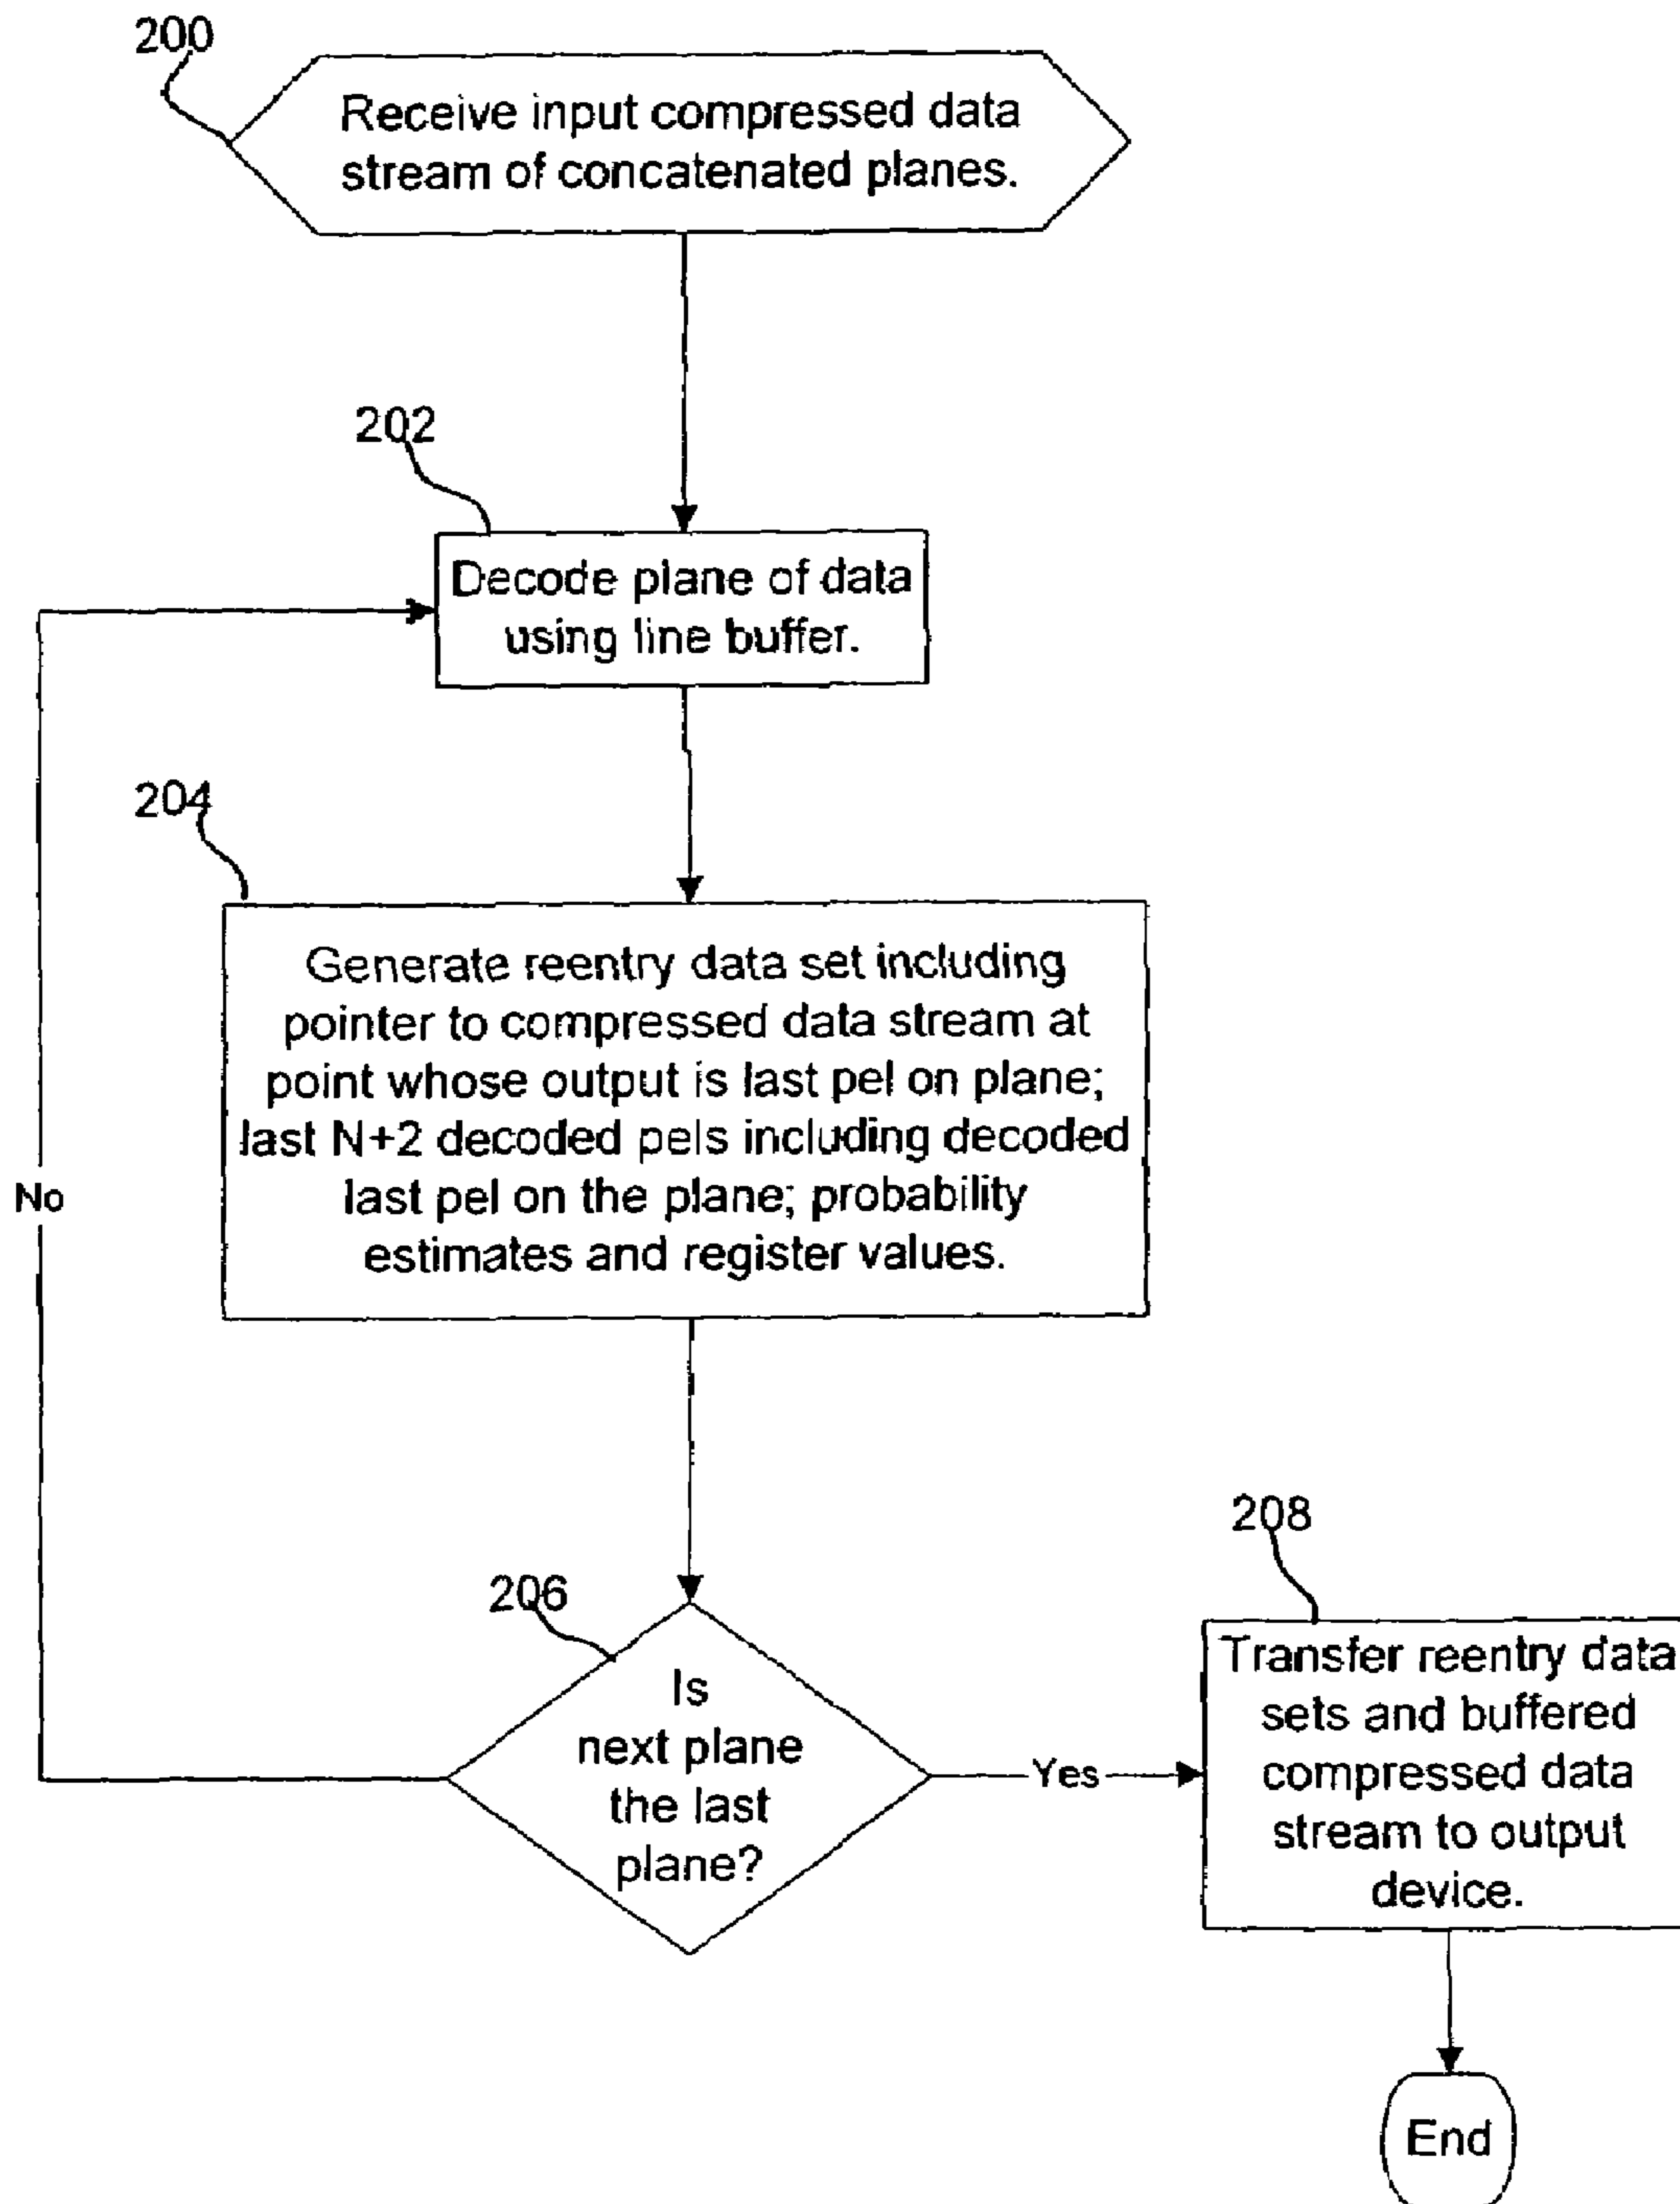 200
Receive input compressed data
stream of concatenated planes.
202
Decode plane of data
using line buffer.
204
Generate reentry data set including
pointer to compressed data stream at
point whose output is last pel on plane;
last N+2 decoded pels including decoded
last pel on the plane; probability
estimates and register values.
No
206
Is
next plane
the last
plane?
Yes
208
Transfer reentry data
sets and buffered
compressed data
stream to output
device.
End